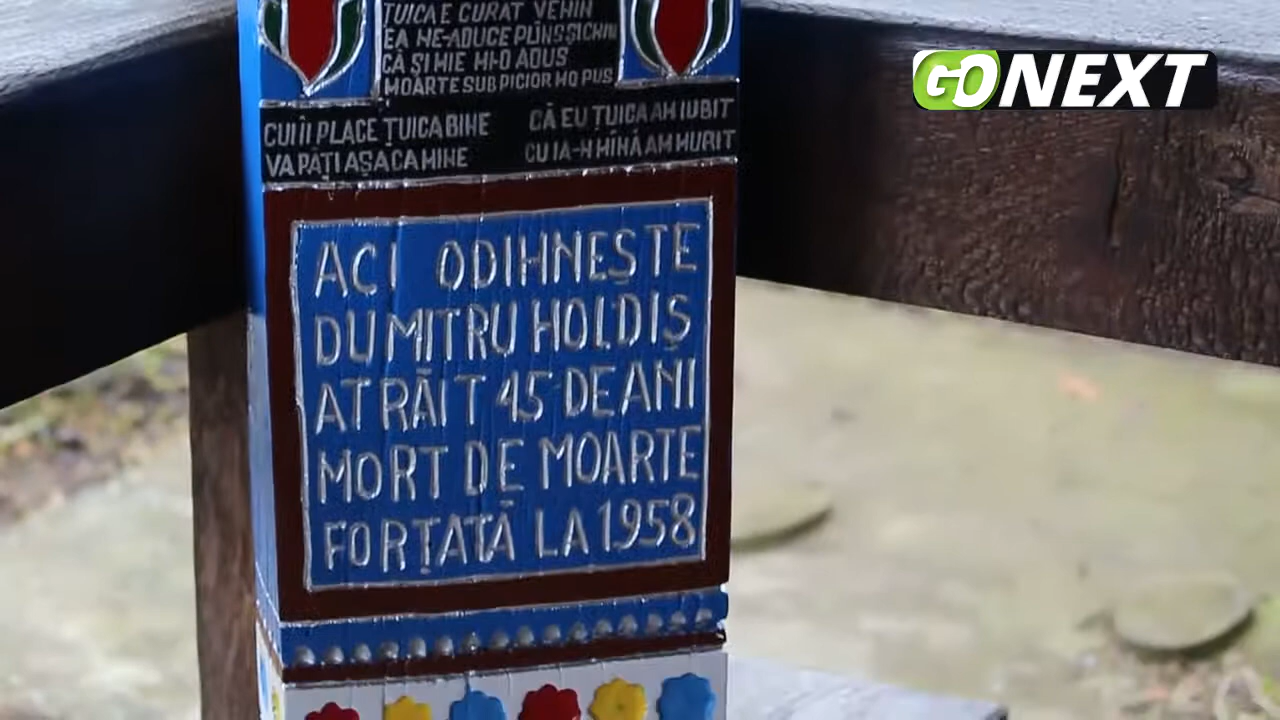 ȚUICA E CURAT VENIN
EA NE-ADUCE PLÎNS ȘI CHIN
CĂ ȘI MIE MI-O ADUS
MOARTE SUB PICIOR MO PUS
CUI ÎI PLACE ȚUICA BINE
VA PĂȚI AȘA CA MINE
CĂ EU ȚUICA AM IUBIT
CU IA-N MÎNĂ AM MURIT
ACI ODIHNEȘTE
DUMITRU HOLDIȘ
A TRĂIT 45 DE ANI
MORT DE MOARTE
FORȚATĂ LA 1958
GO NEXT